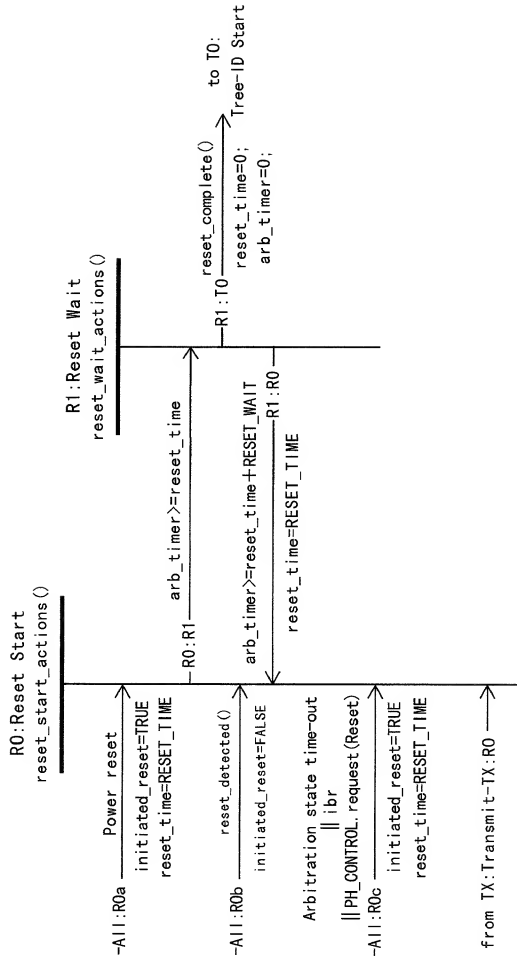 R0:Reset Start
reset_start_actions()
R1:Reset Wait
reset_wait_actions()
Power reset
-All:R0a
initiated_reset=TRUE
reset_time=RESET_TIME
arb_timer>=reset_time
R0:R1
reset_complete()
R1:T0
reset_time=0;
arb_timer=0;
to T0:
Tree-ID Start
reset_detected()
-All:R0b
initiated_reset=FALSE
arb_timer>=reset_time+RESET_WAIT
R1:R0
reset_time=RESET_TIME
Arbitration state time-out
|| ibr
||PH_CONTROL.request(Reset)
-All:R0c
initiated_reset=TRUE
reset_time=RESET_TIME
from TX:Transmit-TX:R0